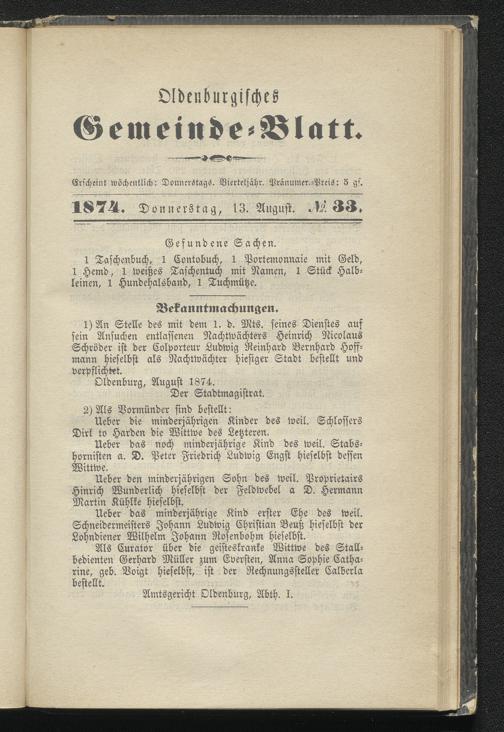 Oldenburgisches
Gemeinde-Blatt.
Erscheint wöchentlich: Donnerstags. Vierteljähr. Pränumer.-Preis: 5 gf.
1874. Donnerstag, 13. August. № 33.
Gefundene Sachen.
1 Taschenbuch, 1 Contobuch, 1 Portemonnaie mit Geld,
1 Hemd, 1 weißes Taschentuch mit Namen, 1 Stück Halb-
leinen, 1 Hundehalsband, 1 Tuchmütze.
Bekanntmachungen.
1) An Stelle des mit dem 1. d. Mts. seines Dienstes auf
sein Ansuchen entlassenen Nachtwächters Heinrich Nicolaus
Schröder ist der Colporteur Ludwig Reinhard Bernhard Hoff-
mann hieselbst als Nachtwächter hiesiger Stadt bestellt und
verpflichtet.
Oldenburg, August 1874.
Der Stadtmagistrat.
2) Als Vormünder sind bestellt:
Ueber die minderjährigen Kinder des weil. Schlossers
Dirk to Harden die Wittwe des Letzteren.
Ueber das noch minderjährige Kind des weil. Stabs-
hornisten a. D. Peter Friedrich Ludwig Engst hieselbst dessen
Wittwe.
Ueber den minderjährigen Sohn des weil. Proprietairs
Hinrich Wunderlich hieselbst der Feldwebel a D. Hermann
Martin Kühlke hieselbst.
Ueber das minderjährige Kind erster Ehe des weil.
Schneidermeisters Johann Ludwig Christian Beuß hieselbst der
Lohndiener Wilhelm Johann Rosenbohm hieselbst.
Als Curator über die geisteskranke Wittwe des Stall-
bedienten Gerhard Müller zum Eversten, Anna Sophie Catha-
rine, geb. Voigt hieselbst, ist der Rechnungssteller Calberla
bestellt.
Amtsgericht Oldenburg, Abth. I.